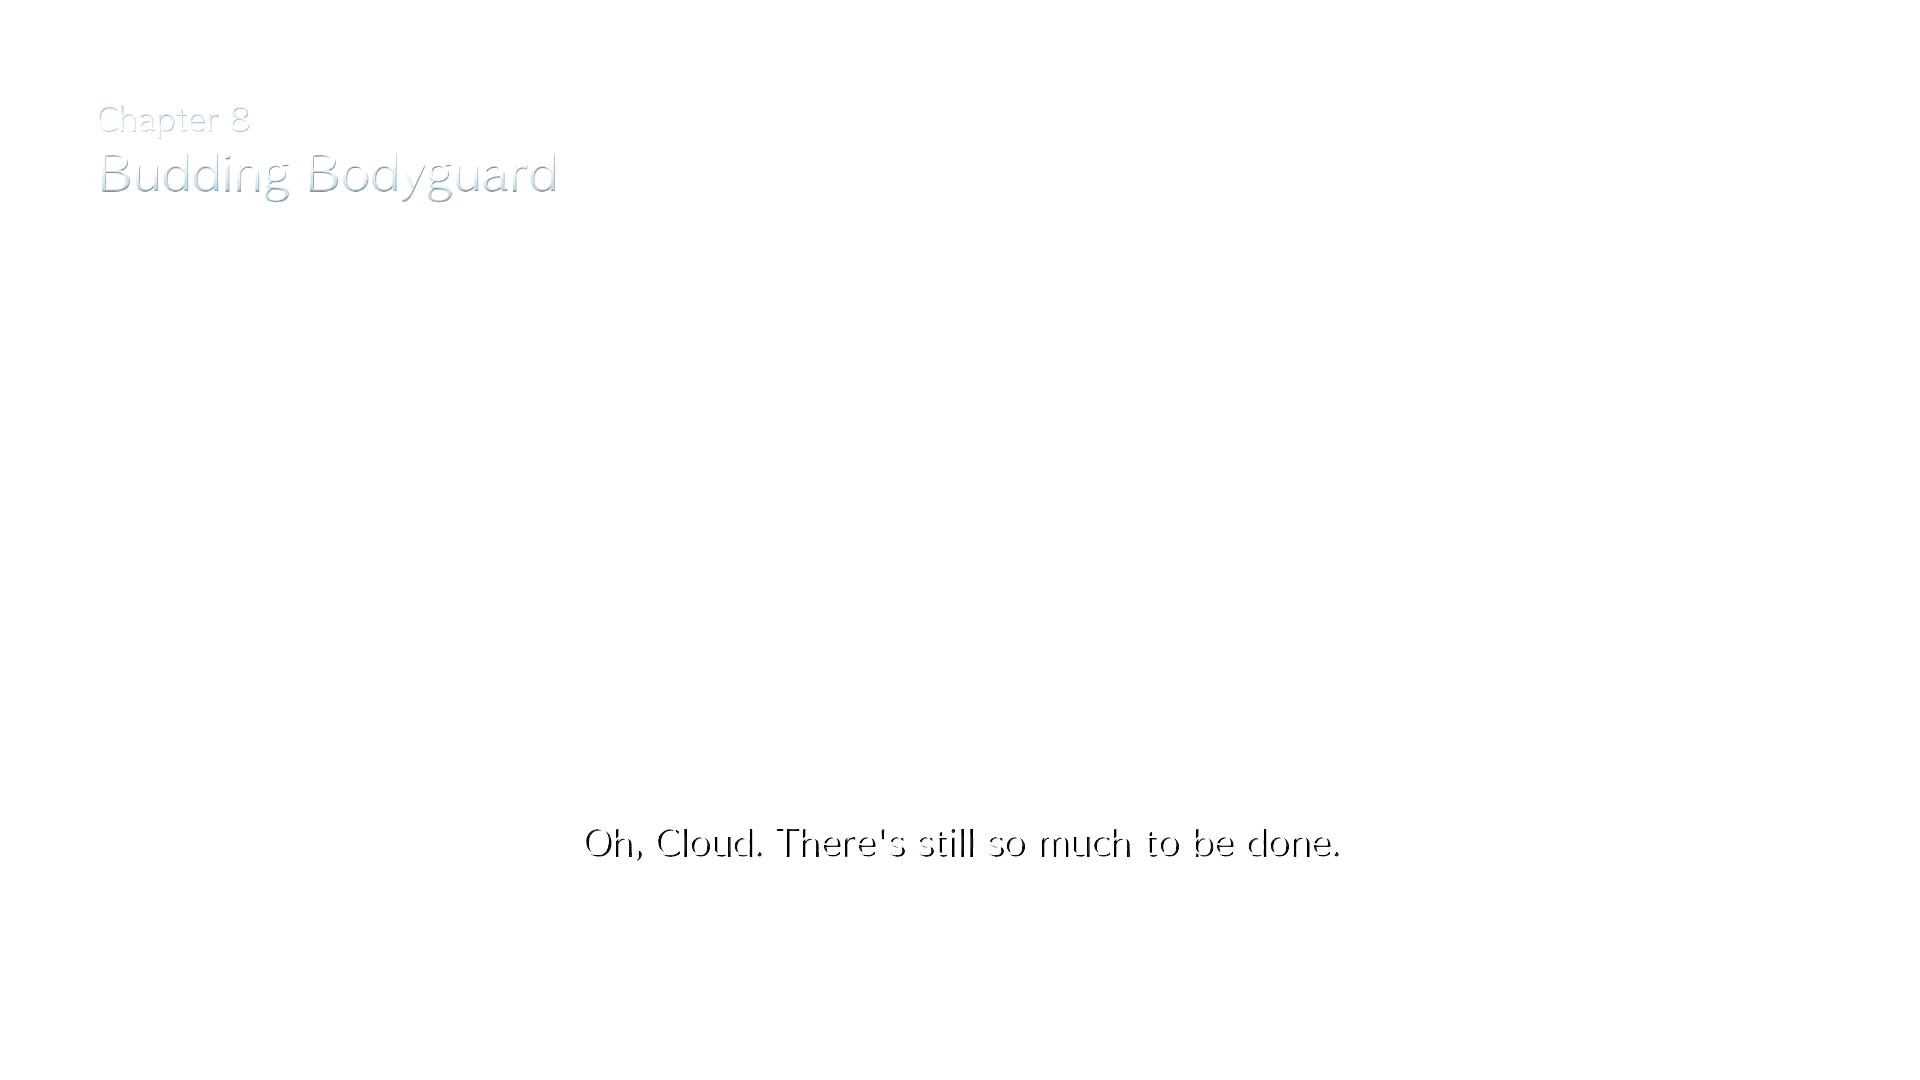 Chapter 8
Budding Bodyguard
Oh, Cloud. There's still so much to be done.